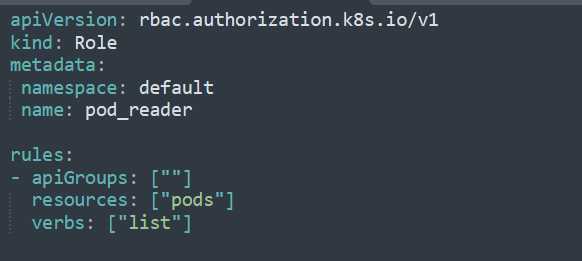 apiVersion: rbac.authorization.k8s.io/v1
kind: Role
metadata:
 namespace: default
 name: pod_reader

rules:
- apiGroups: [""]
  resources: ["pods"]
  verbs: ["list"]